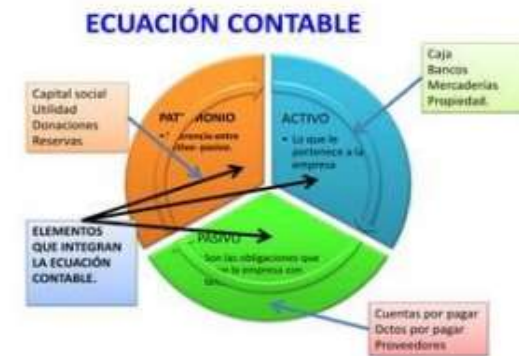 ECUACIÓN CONTABLE
Capital social
Utilidad
Donaciones
Reservas
ACTIVO
• Lo que le
pertenece a la
empresa
Caja
Bancos
Mercaderías
Propiedad.
ELEMENTOS
QUE INTEGRAN
LA ECUACIÓN
CONTABLE.
PASIVO
Son las obligaciones que
la empresa con
Cuentas por pagar
Dctos por pagar
Proveedores